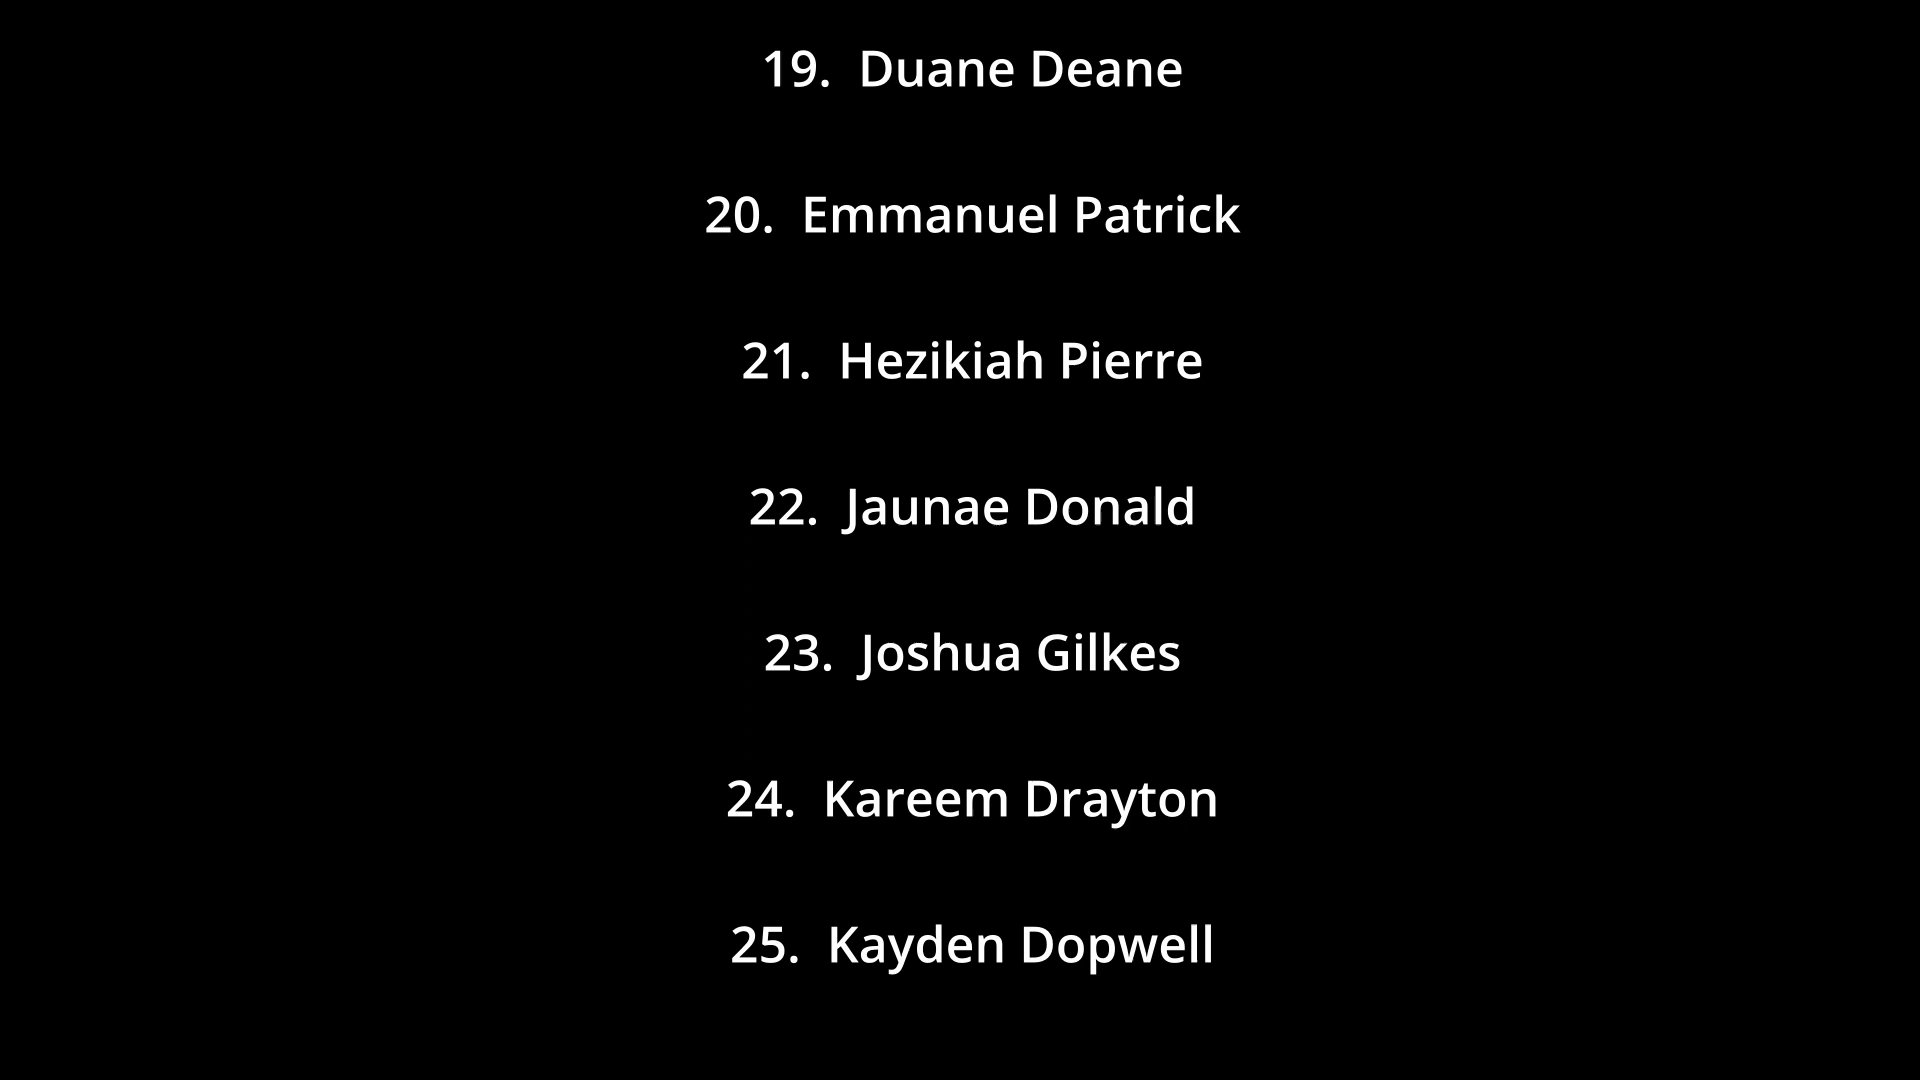 19. Duane Deane
20. Emmanuel Patrick
21. Hezikiah Pierre
22. Jaunae Donald
23. Joshua Gilkes
24. Kareem Drayton
25. Kayden Dopwell